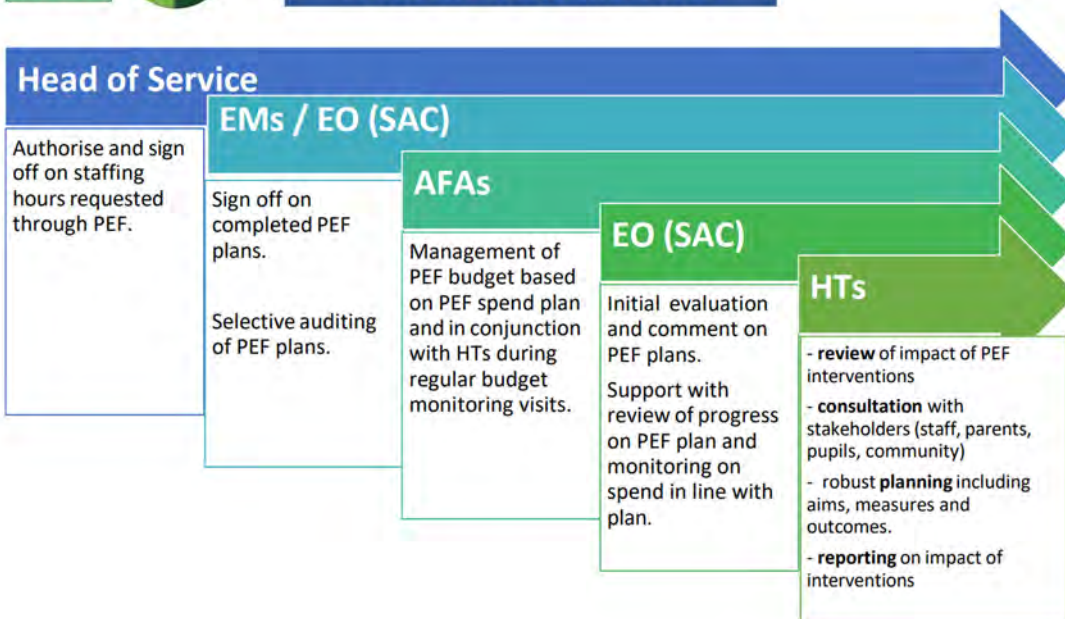 Head of Service
Authorise and sign
off on staffing
hours requested
through PEF.
EMs / EO (SAC)
Sign off on
completed PEF
plans.
Selective auditing
of PEF plans.
AFAs
Management of
PEF budget based
on PEF spend plan
and in conjunction
with HTs during
regular budget
monitoring visits.
EO (SAC)
Initial evaluation
and comment on
PEF plans.
Support with
review of progress
on PEF plan and
monitoring on
spend in line with
plan.
HTs
- review of impact of PEF
interventions
- consultation with
stakeholders (staff, parents,
pupils, community)
- robust planning including
aims, measures and
outcomes.
- reporting on impact of
interventions